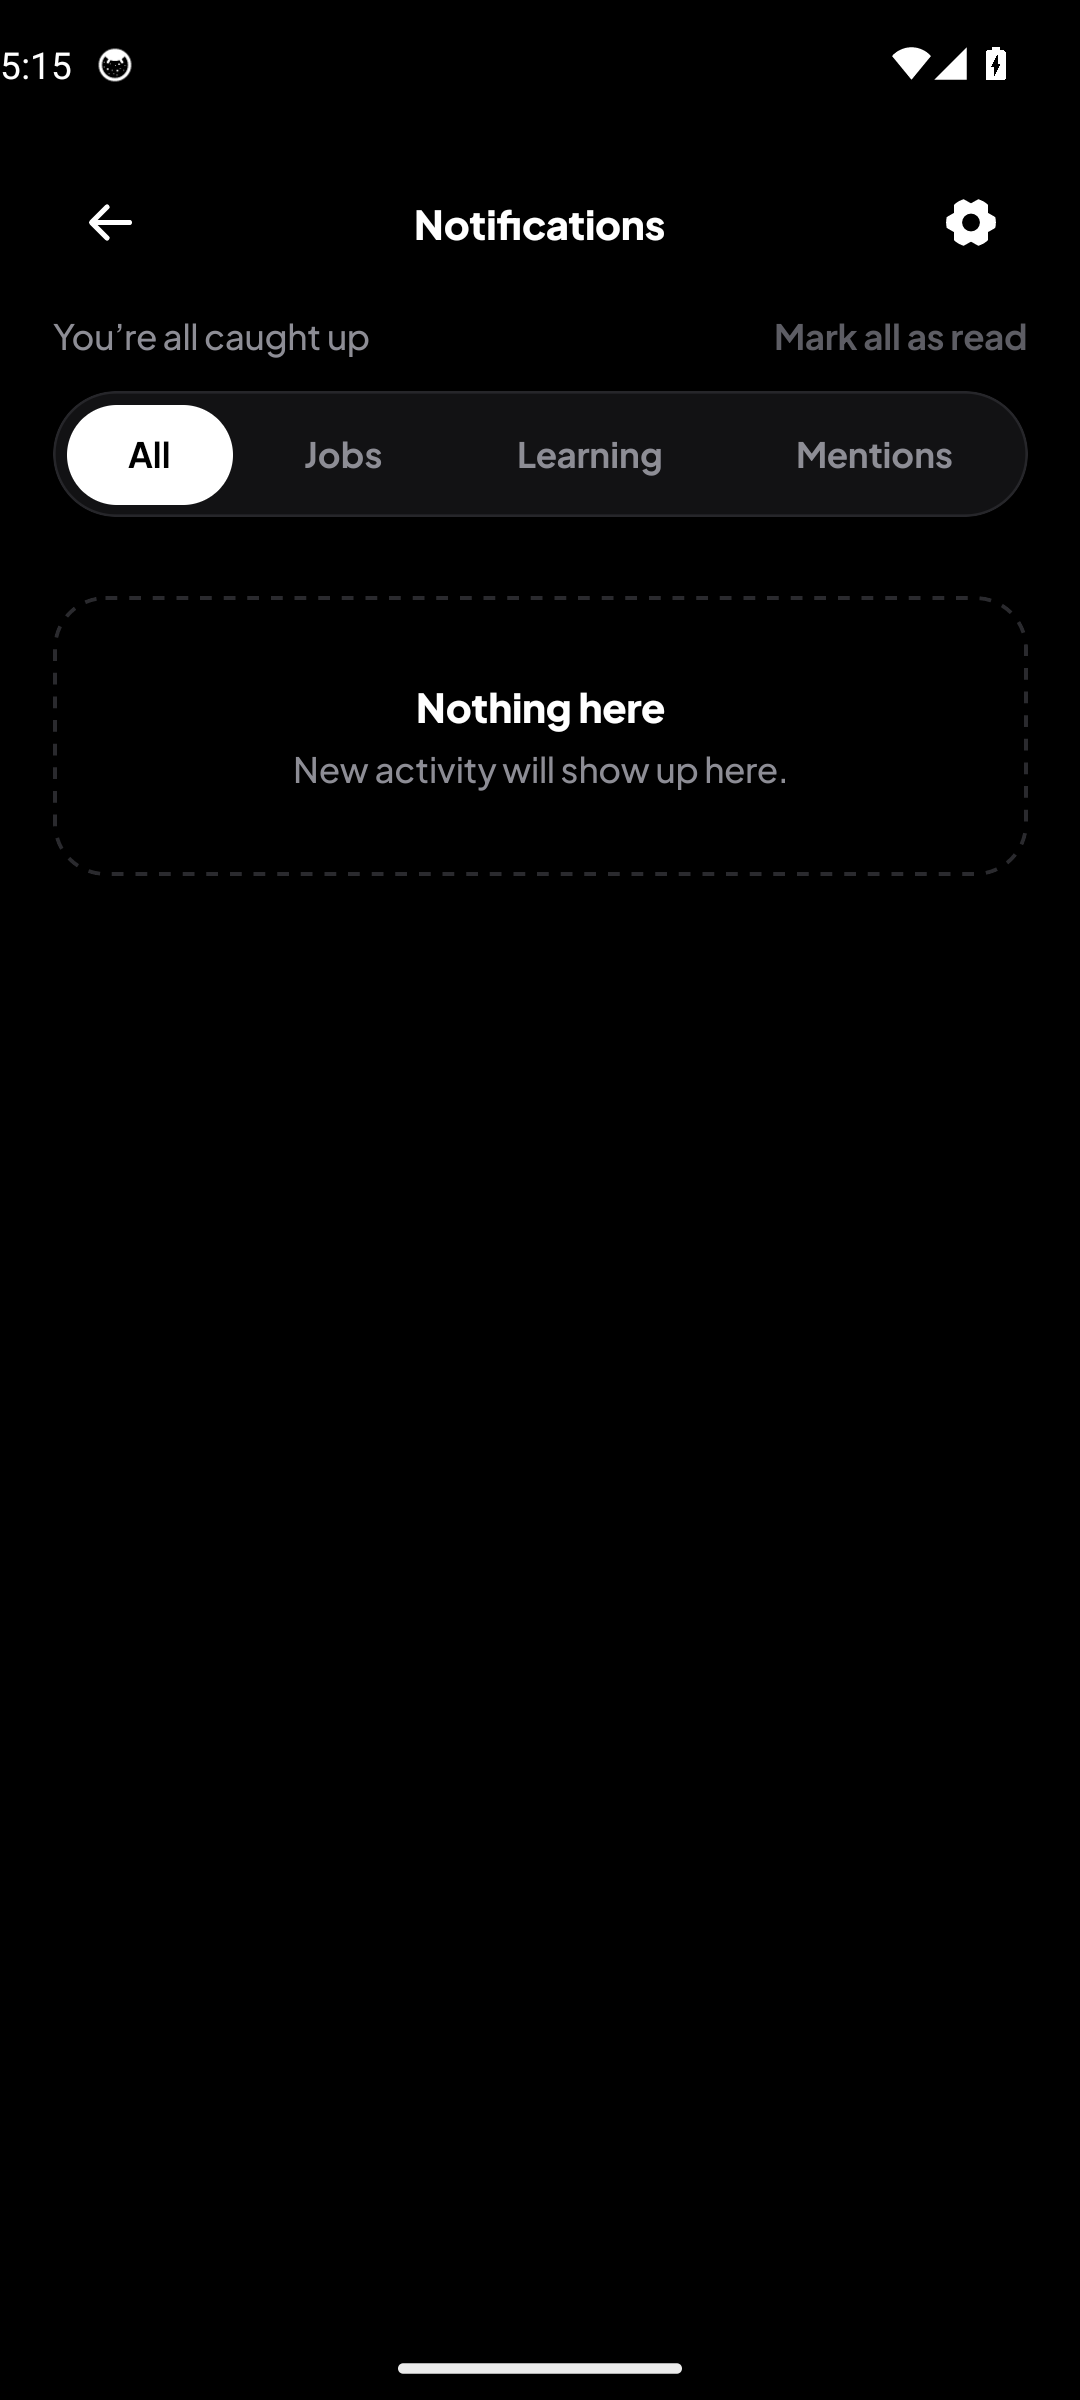 5:15
Notifications
You’re all caught up
Mark all as read
All
Jobs
Learning
Mentions
Nothing here
New activity will show up here.